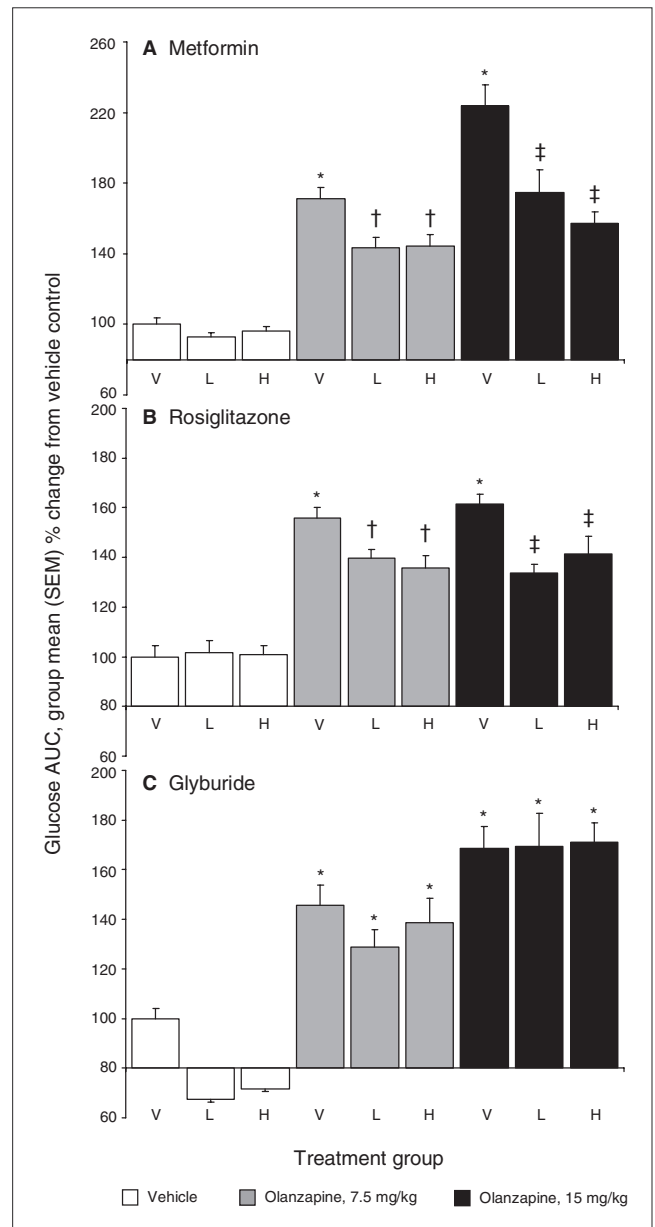 Glucose AUC, group mean (SEM) % change from vehicle control
A Metformin
260
220
180
140
100
60
* † † * ‡ ‡
V L H V L H V L H
B Rosiglitazone
200
180
160
140
120
100
80
60
* † † * ‡ ‡
V L H V L H V L H
C Glyburide
200
180
160
140
120
100
80
60
* * * * * *
V L H V L H V L H
Treatment group
Vehicle Olanzapine, 7.5 mg/kg Olanzapine, 15 mg/kg